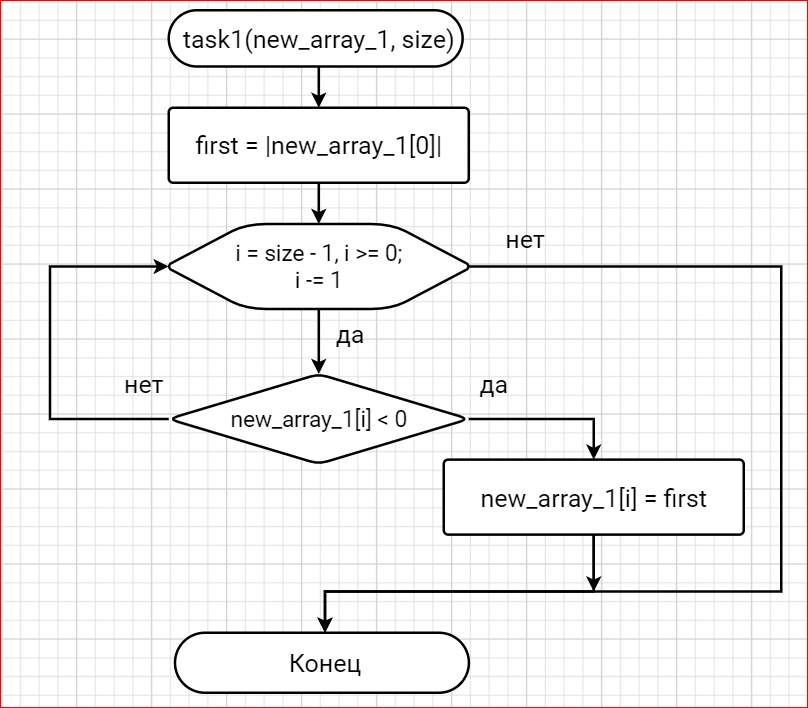 task1(new_array_1, size)
first = |new_array_1[0]|
i = size - 1, i >= 0;
i -= 1
нет
да
нет
да
new_array_1[i] < 0
new_array_1[i] = first
Конец